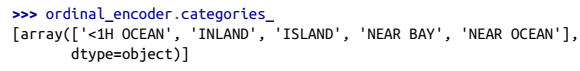 >>> ordinal_encoder.categories_
[array(['<1H OCEAN', 'INLAND', 'ISLAND', 'NEAR BAY', 'NEAR OCEAN'],
      dtype=object)]